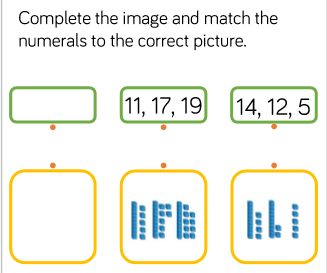 Complete the image and match the
numerals to the correct picture.
11, 17, 19
14, 12, 5